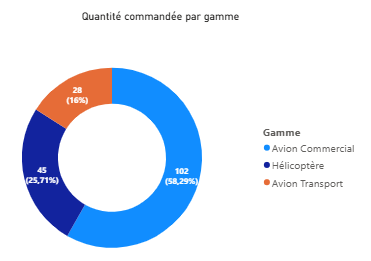 Quantité commandée par gamme
28
(16%)
45
(25,71%)
102
(58,29%)
Gamme
Avion Commercial
Hélicoptère
Avion Transport